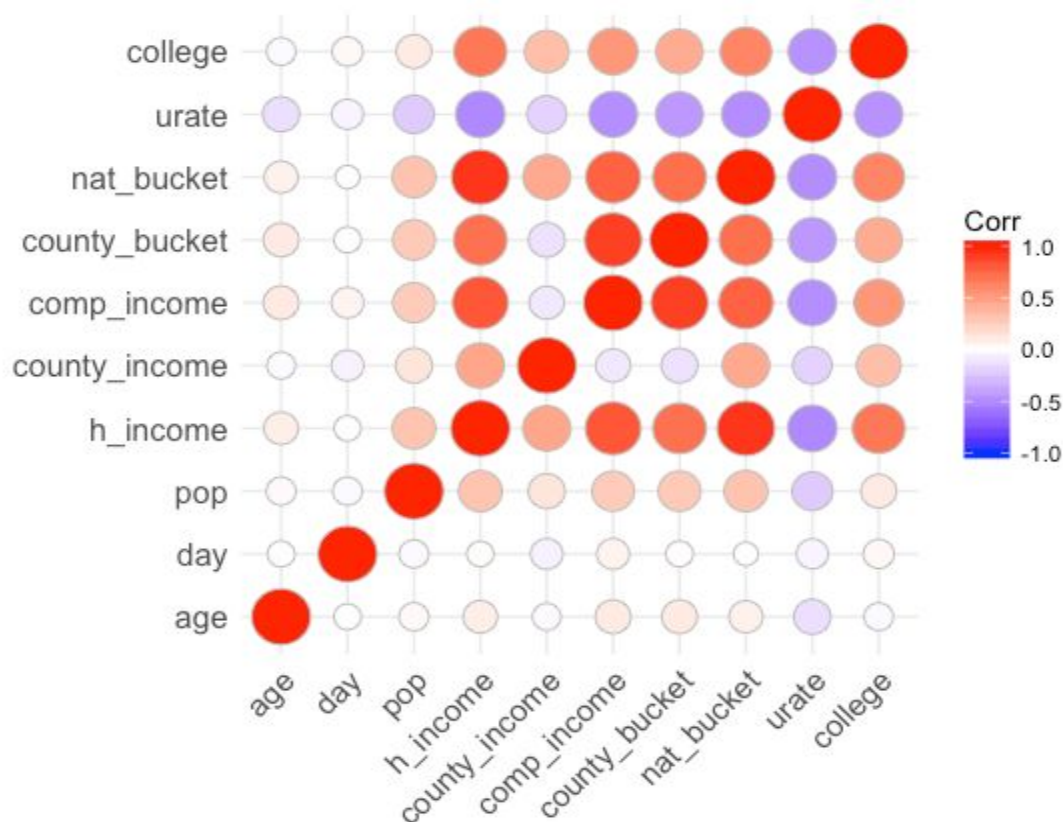 college
urate
nat_bucket
county_bucket
comp_income
county_income
h_income
pop
day
age
age
day
pop
h_income
county_income
comp_income
county_bucket
nat_bucket
urate
college
Corr
1.0
0.5
0.0
-0.5
-1.0